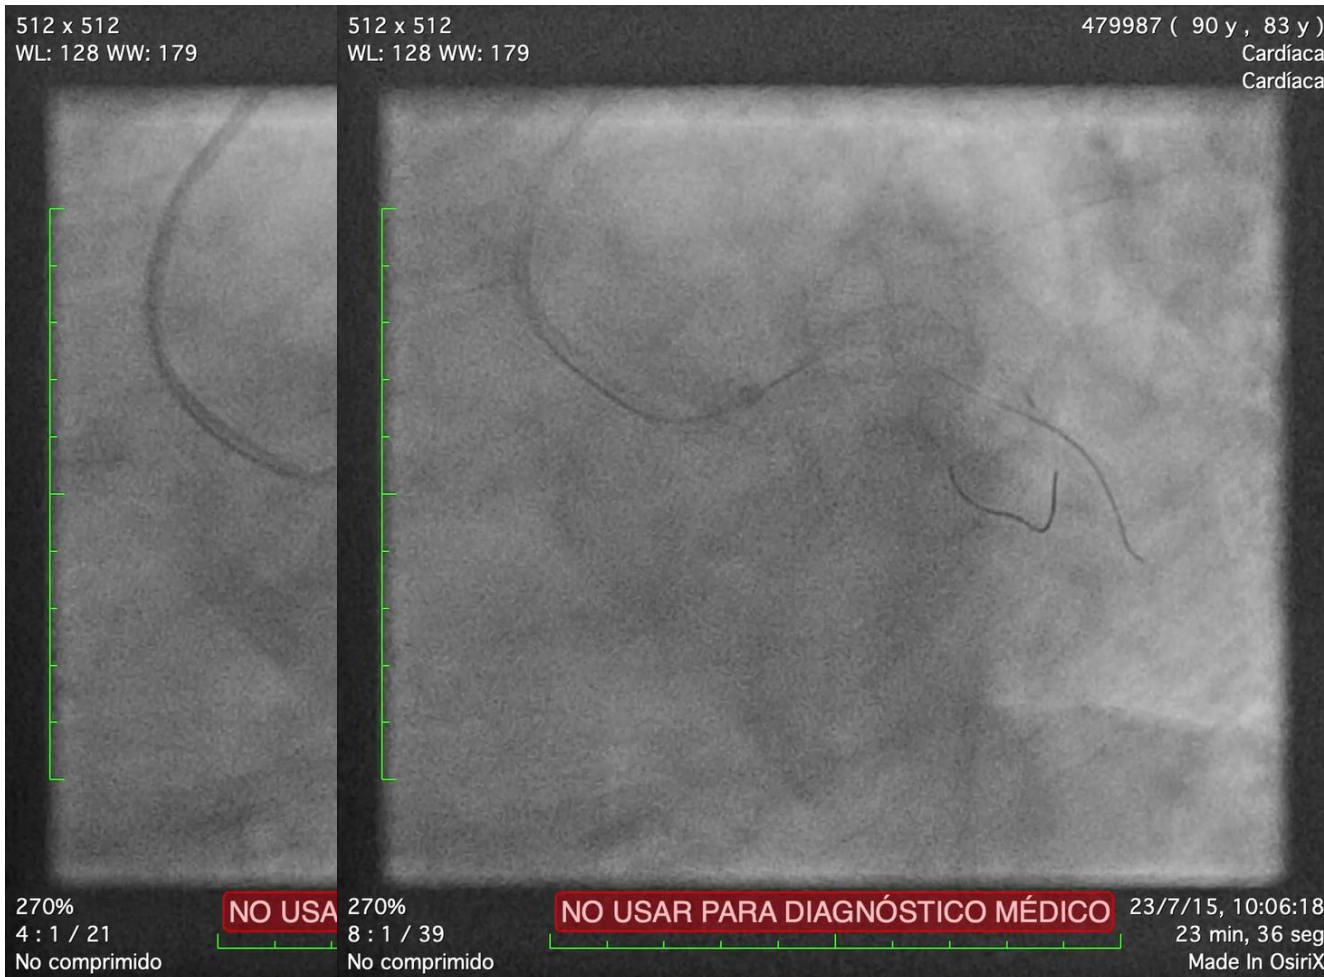 512 x 512
WL: 128 WW: 179
270%
4 : 1 / 21
No comprimido
NO USA
512 x 512
WL: 128 WW: 179
479987 ( 90 y , 83 y )
Cardíaca
Cardíaca
270%
8 : 1 / 39
No comprimido
NO USAR PARA DIAGNÓSTICO MÉDICO
23/7/15, 10:06:18
23 min, 36 seg
Made In OsiriX